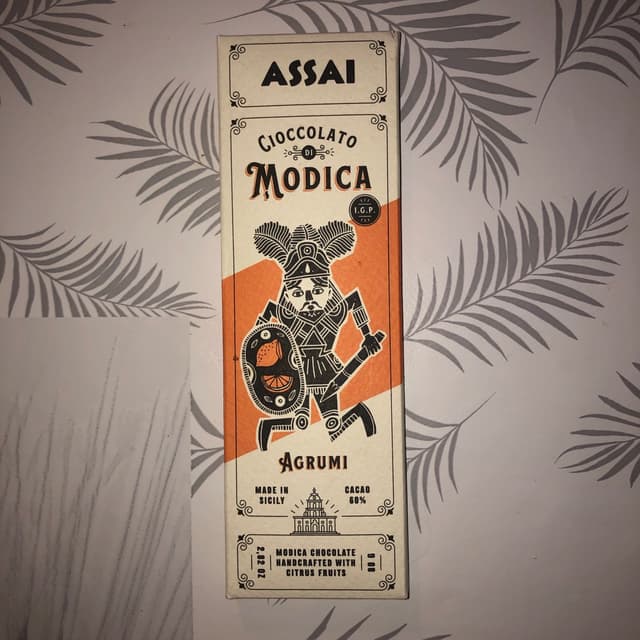 ASSAI
CIOCCOLATO
DI
MODICA
I.G.P.
AGRUMI
MADE IN
SICILY
CACAO
60%
2.82 OZ
MODICA CHOCOLATE
HANDCRAFTED WITH
CITRUS FRUITS
80 G